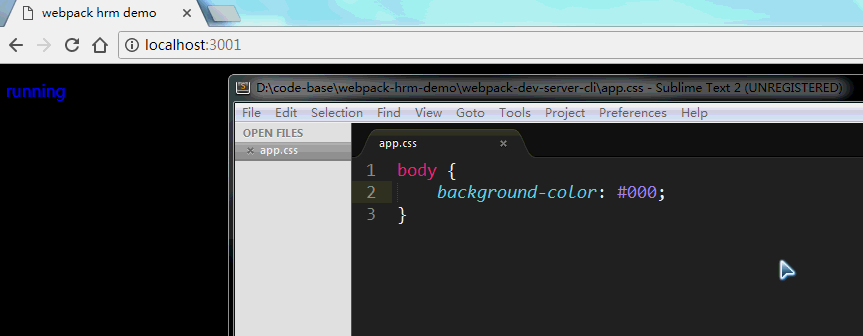 webpack hrm demo
localhost:3001
running
D:\code-base\webpack-hrm-demo\webpack-dev-server-cli\app.css - Sublime Text 2 (UNREGISTERED)
File Edit Selection Find View Goto Tools Project Preferences Help
OPEN FILES
app.css
app.css
1 body {
2 background-color: #000;
3 }